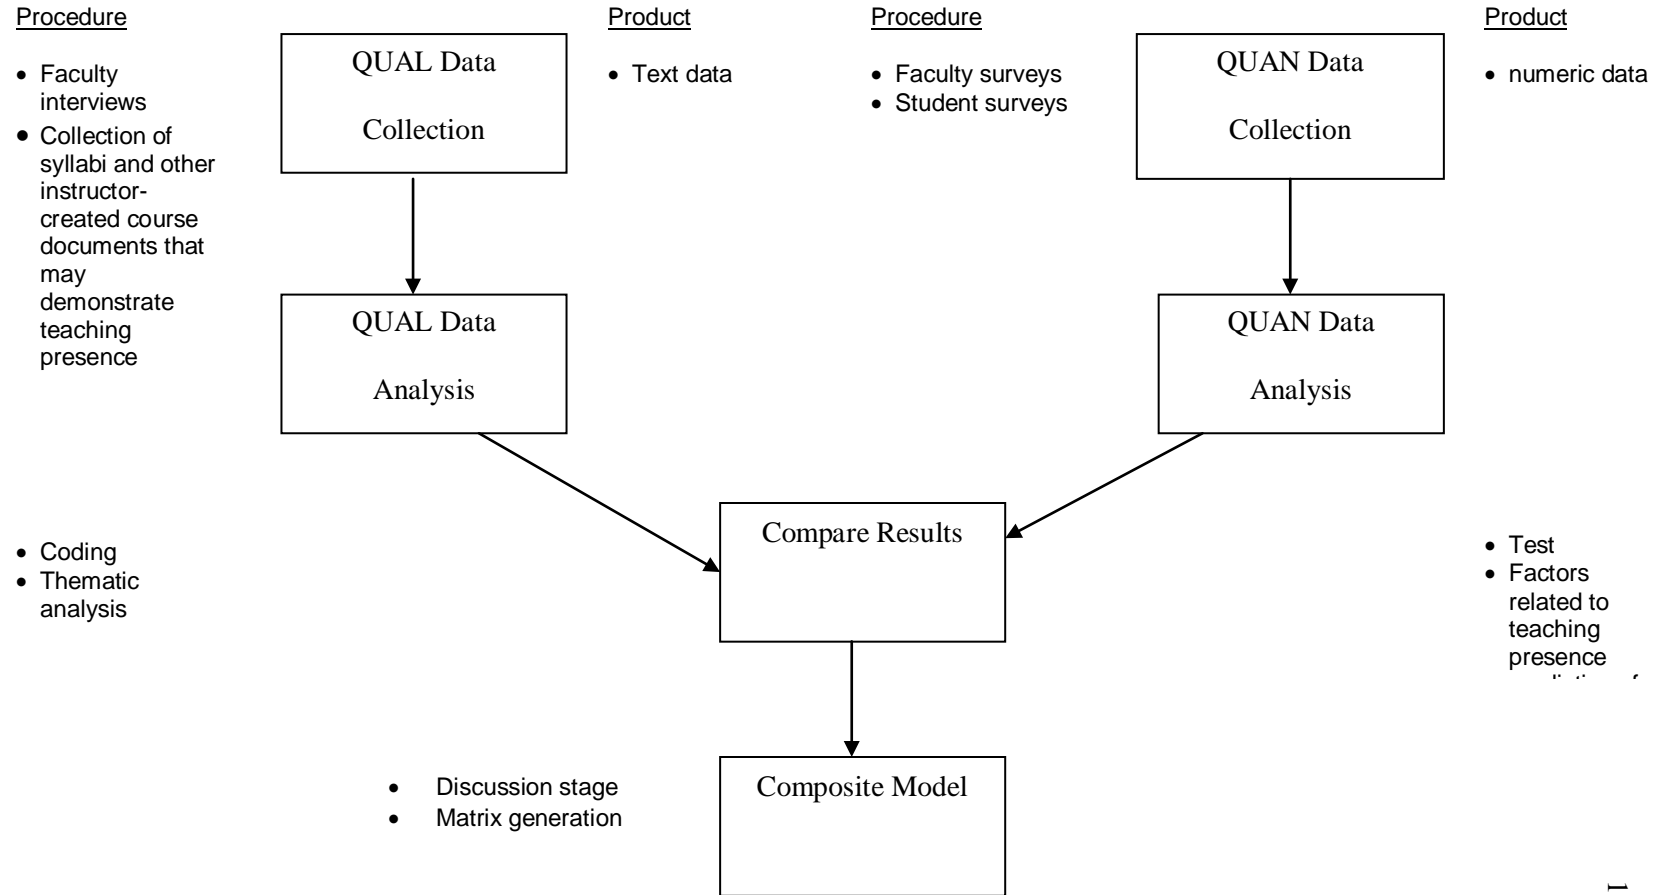 Procedure
• Faculty
interviews
• Collection of
syllabi and other
instructor-
created course
documents that
may
demonstrate
teaching
presence
QUAL Data
Collection
Product
• Text data
Procedure
• Faculty surveys
• Student surveys
QUAN Data
Collection
Product
• numeric data
QUAL Data
Analysis
QUAN Data
Analysis
• Coding
• Thematic
analysis
Compare Results
• Test
• Factors
related to
teaching
presence
• Discussion stage
• Matrix generation
Composite Model
1